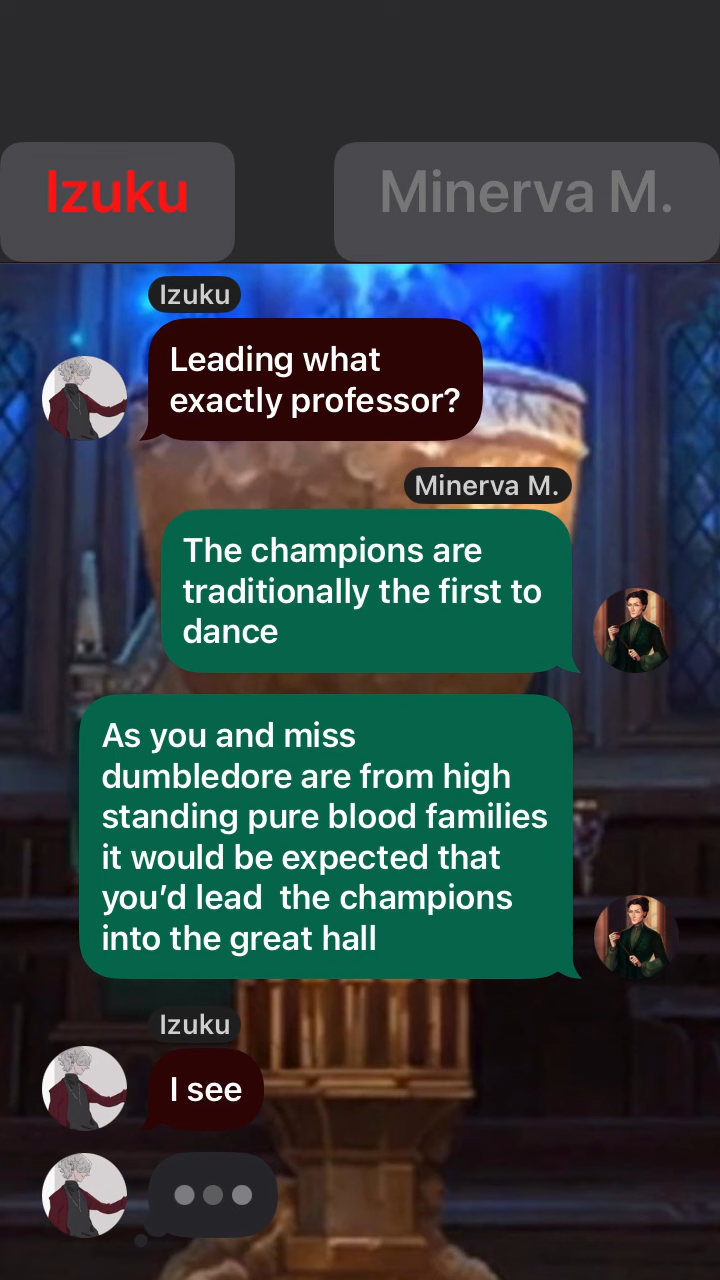 Izuku
Minerva M.
Izuku
Leading what
exactly professor?
Minerva M.
The champions are
traditionally the first to
dance
As you and miss
dumbledore are from high
standing pure blood families
it would be expected that
you’d lead  the champions
into the great hall
Izuku
I see